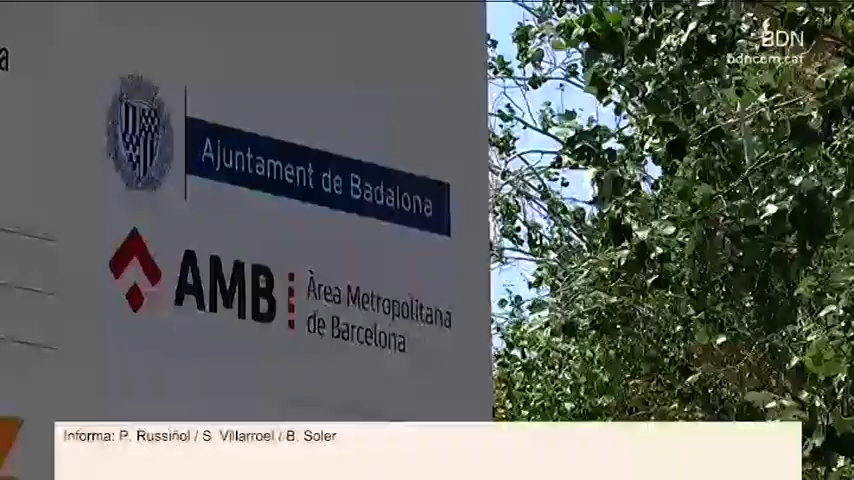 BDN
bdncom.cat
a
Ajuntament de Badalona
AMB
Àrea Metropolitana
de Barcelona
Informa: P. Russiñol / S. Villarroel / B. Soler